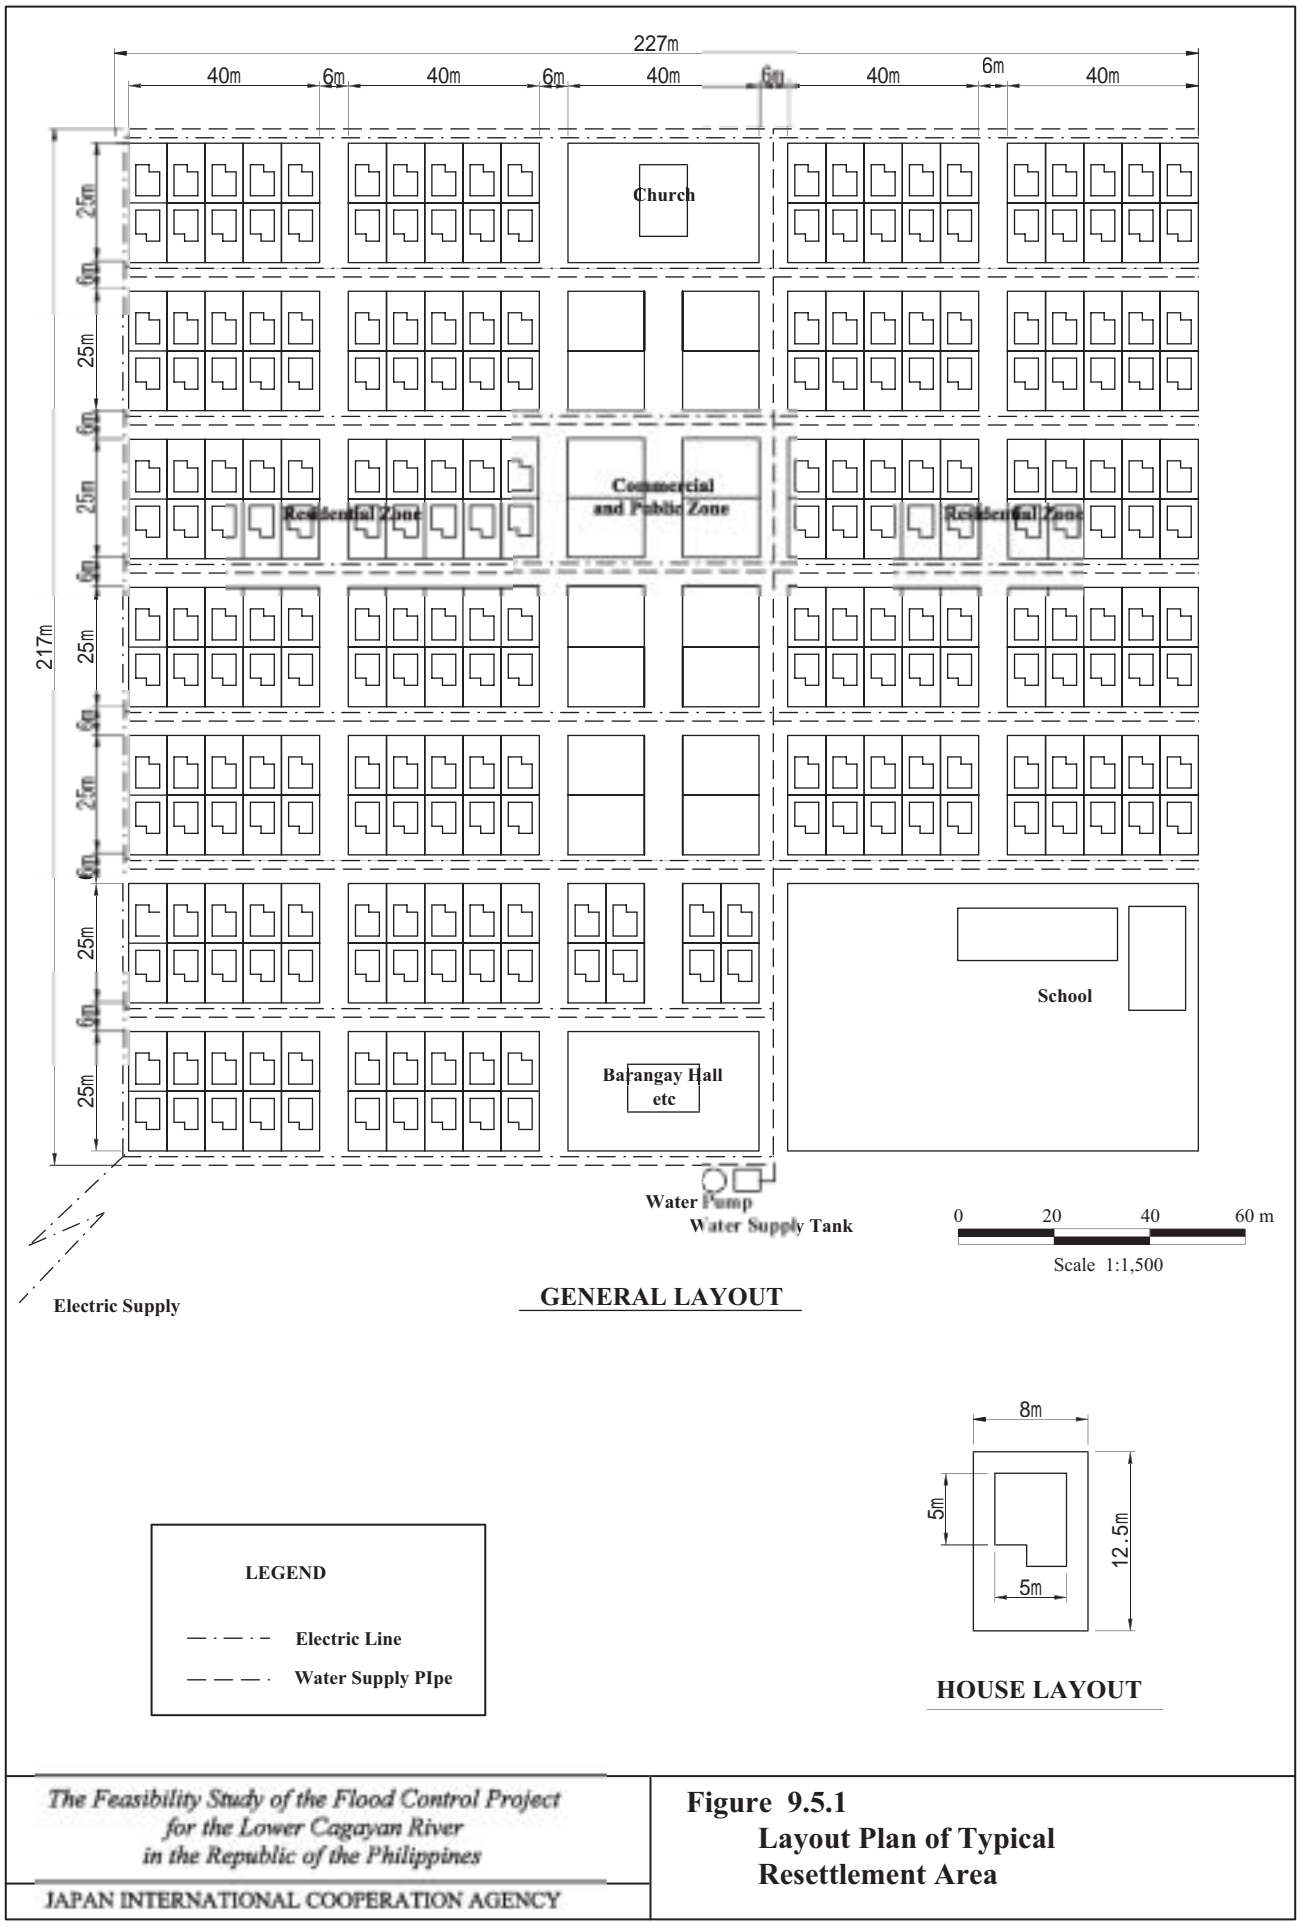 227m
40m 6m 40m 6m 40m 6m 40m 6m 40m
Church
25m
6m
25m
6m
25m
Residential Zone
Commercial
and Public Zone
Residential Zone
6m
217m
25m
6m
25m
6m
25m
School
6m
25m
Barangay Hall
etc
Water Pump
Water Supply Tank
0 20 40 60 m
Scale 1:1,500
Electric Supply
GENERAL LAYOUT
8m
5m
12.5m
5m
HOUSE LAYOUT
LEGEND
Electric Line
Water Supply PIpe
The Feasibility Study of the Flood Control Project
for the Lower Cagayan River
in the Republic of the Philippines
JAPAN INTERNATIONAL COOPERATION AGENCY
Figure 9.5.1
Layout Plan of Typical
Resettlement Area